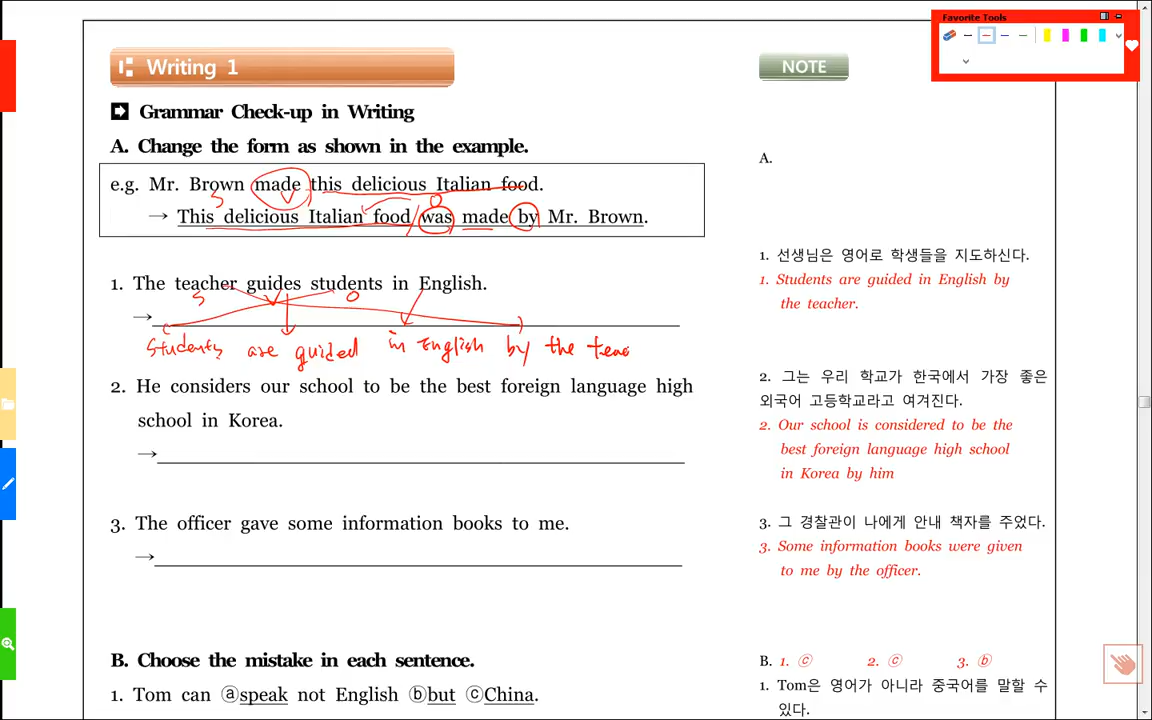 Favorite Tools
Writing 1
NOTE
Grammar Check-up in Writing
A. Change the form as shown in the example.
A.
e.g. Mr. Brown made this delicious Italian food.
S V O
→ This delicious Italian food was made by Mr. Brown.
1. The teacher guides students in English.
S O
→
Students are guided in English by the teac
2. He considers our school to be the best foreign language high
school in Korea.
→
3. The officer gave some information books to me.
→
B. Choose the mistake in each sentence.
1. Tom can ⓐspeak not English ⓑbut ⓒChina.
1. 선생님은 영어로 학생들을 지도하신다.
1. Students are guided in English by
the teacher.
2. 그는 우리 학교가 한국에서 가장 좋은
외국어 고등학교라고 여겨진다.
2. Our school is considered to be the
best foreign language high school
in Korea by him
3. 그 경찰관이 나에게 안내 책자를 주었다.
3. Some information books were given
to me by the officer.
B. 1. ⓒ 2. ⓒ 3. ⓑ
1. Tom은 영어가 아니라 중국어를 말할 수
있다.